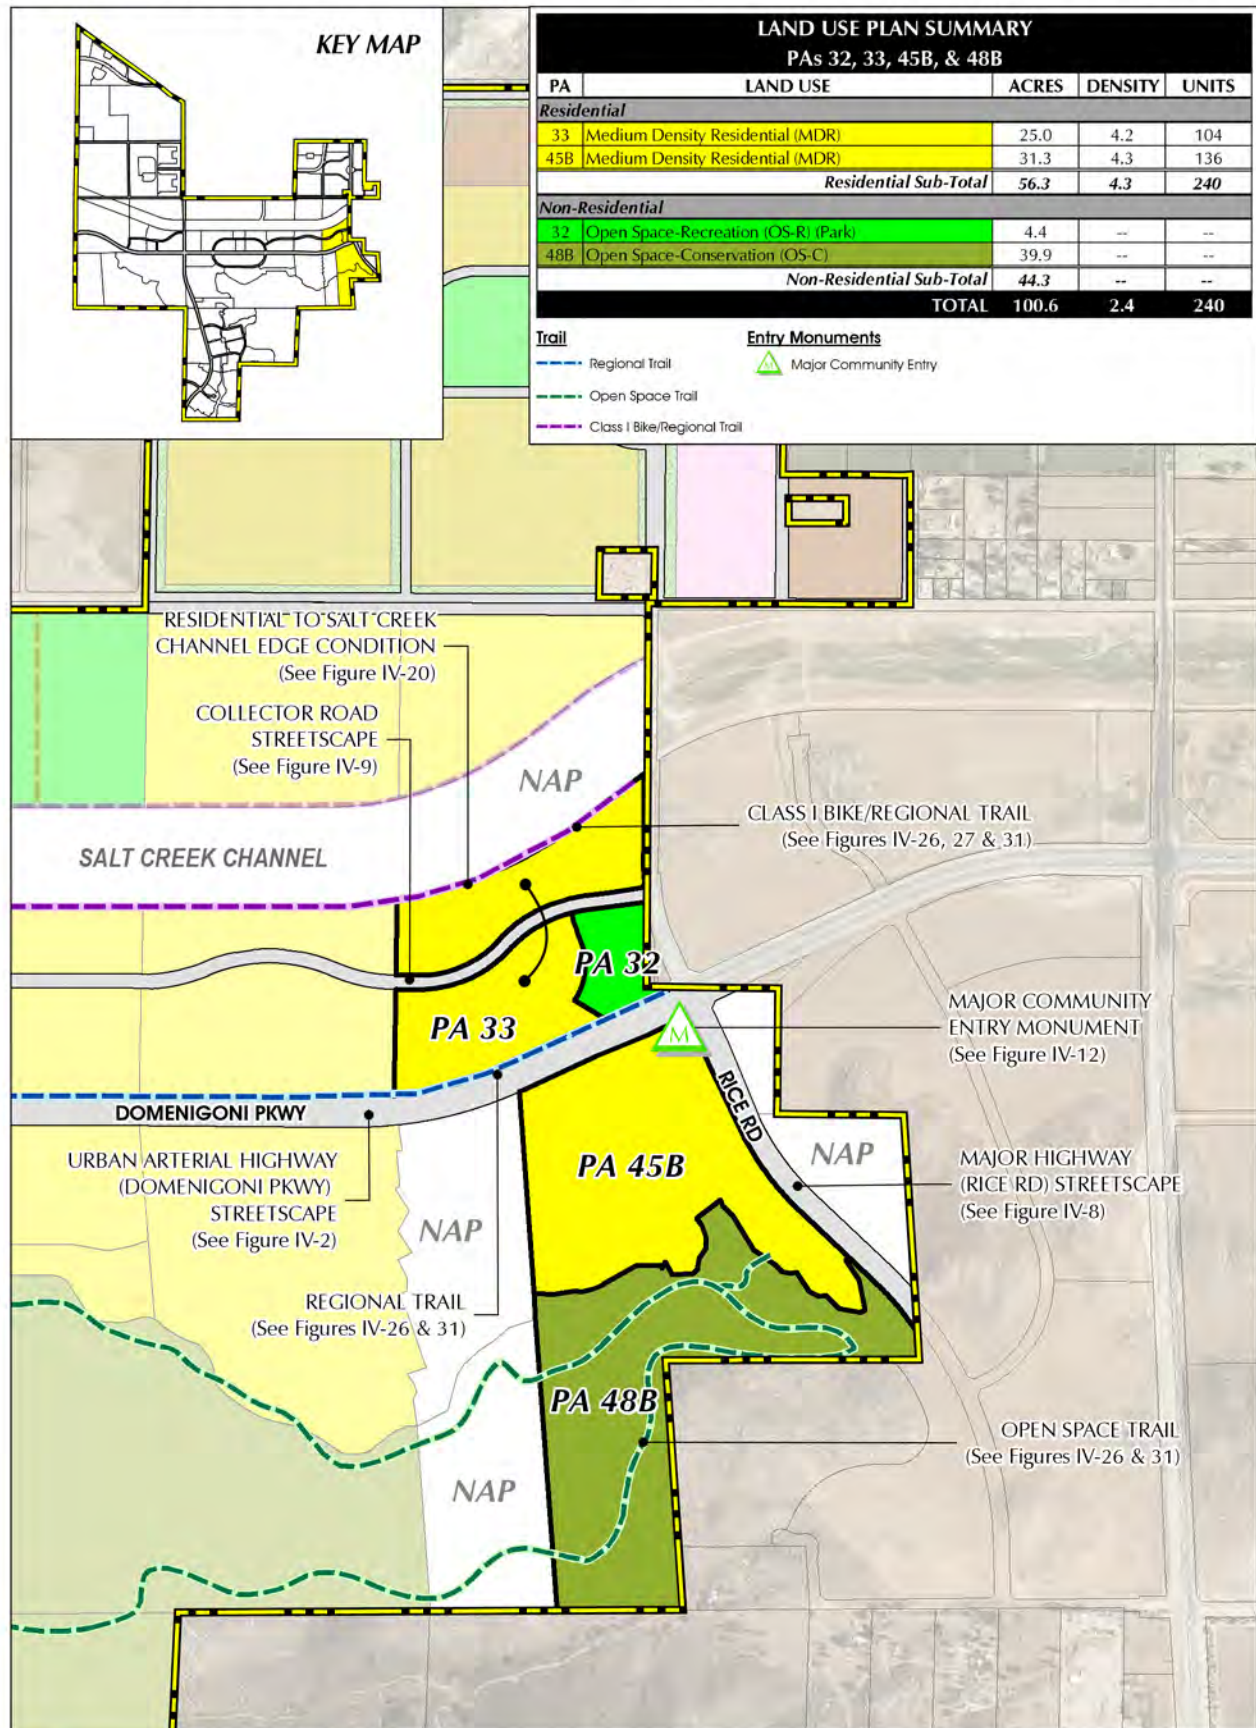 KEY MAP
LAND USE PLAN SUMMARY
PAs 32, 33, 45B, & 48B
PA LAND USE ACRES DENSITY UNITS
Residential
33 Medium Density Residential (MDR) 25.0 4.2 104
45B Medium Density Residential (MDR) 31.3 4.3 136
Residential Sub-Total 56.3 4.3 240
Non-Residential
32 Open Space-Recreation (OS-R) (Park) 4.4 -- --
48B Open Space-Conservation (OS-C) 39.9 -- --
Non-Residential Sub-Total 44.3 -- --
TOTAL 100.6 2.4 240
Trail
Regional Trail
Open Space Trail
Class I Bike/Regional Trail
Entry Monuments
M Major Community Entry
RESIDENTIAL TO SALT CREEK
CHANNEL EDGE CONDITION
(See Figure IV-20)
COLLECTOR ROAD
STREETSCAPE
(See Figure IV-9)
NAP
CLASS I BIKE/REGIONAL TRAIL
(See Figures IV-26, 27 & 31)
SALT CREEK CHANNEL
PA 32
PA 33
MAJOR COMMUNITY
ENTRY MONUMENT
(See Figure IV-12)
M
DOMENIGONI PKWY
RICE RD
URBAN ARTERIAL HIGHWAY
(DOMENIGONI PKWY)
STREETSCAPE
(See Figure IV-2)
PA 45B
NAP
MAJOR HIGHWAY
(RICE RD) STREETSCAPE
(See Figure IV-8)
NAP
REGIONAL TRAIL
(See Figures IV-26 & 31)
PA 48B
OPEN SPACE TRAIL
(See Figures IV-26 & 31)
NAP